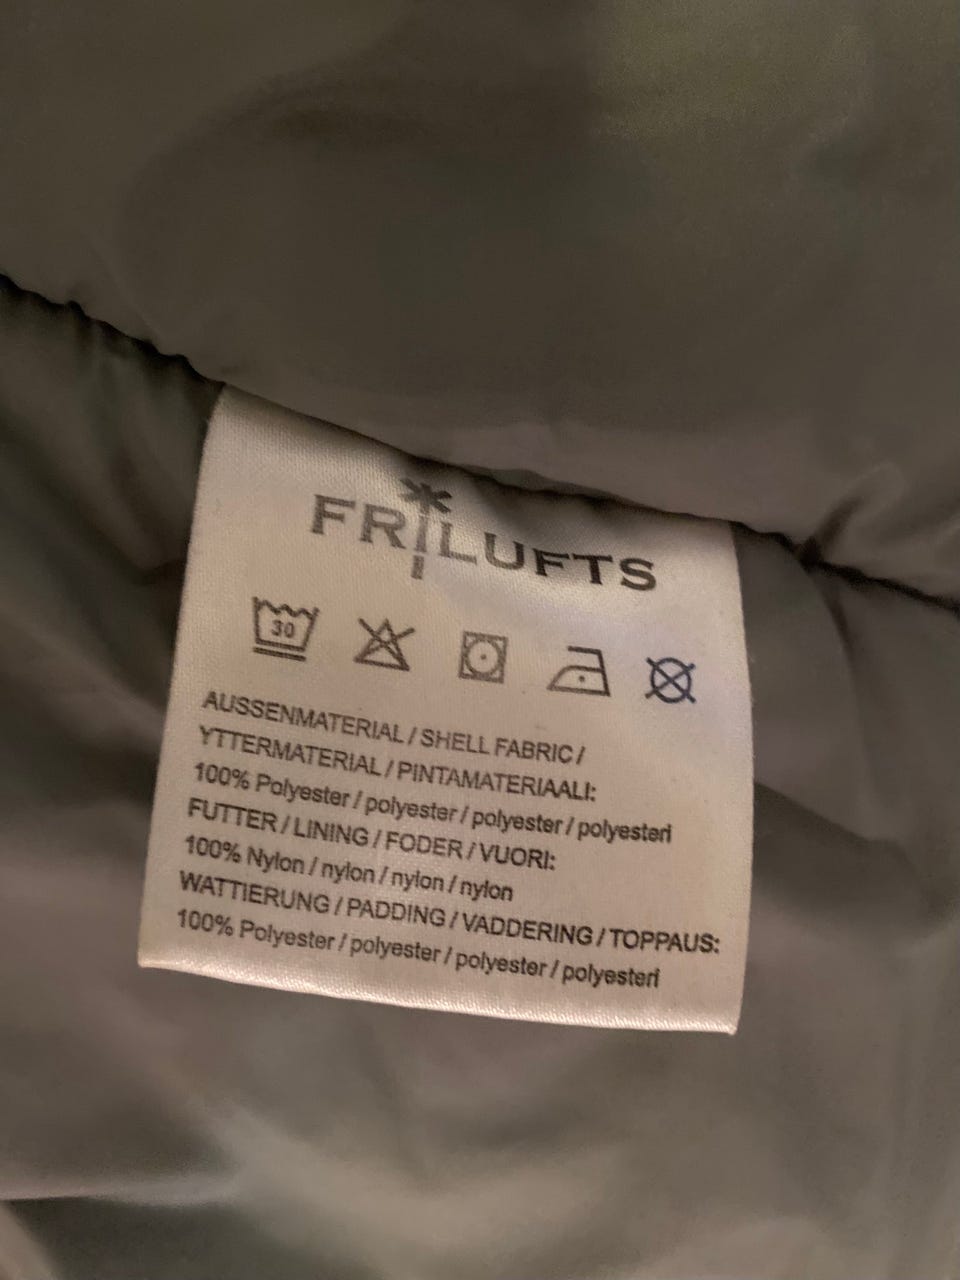 FRILUFTS
30
AUSSENMATERIAL / SHELL FABRIC /
YTTERMATERIAL / PINTAMATERIAALI:
100% Polyester / polyester / polyester / polyesteri
FUTTER / LINING / FODER / VUORI:
100% Nylon / nylon / nylon / nylon
WATTIERUNG / PADDING / VADDERING / TOPPAUS:
100% Polyester / polyester / polyester / polyesteri